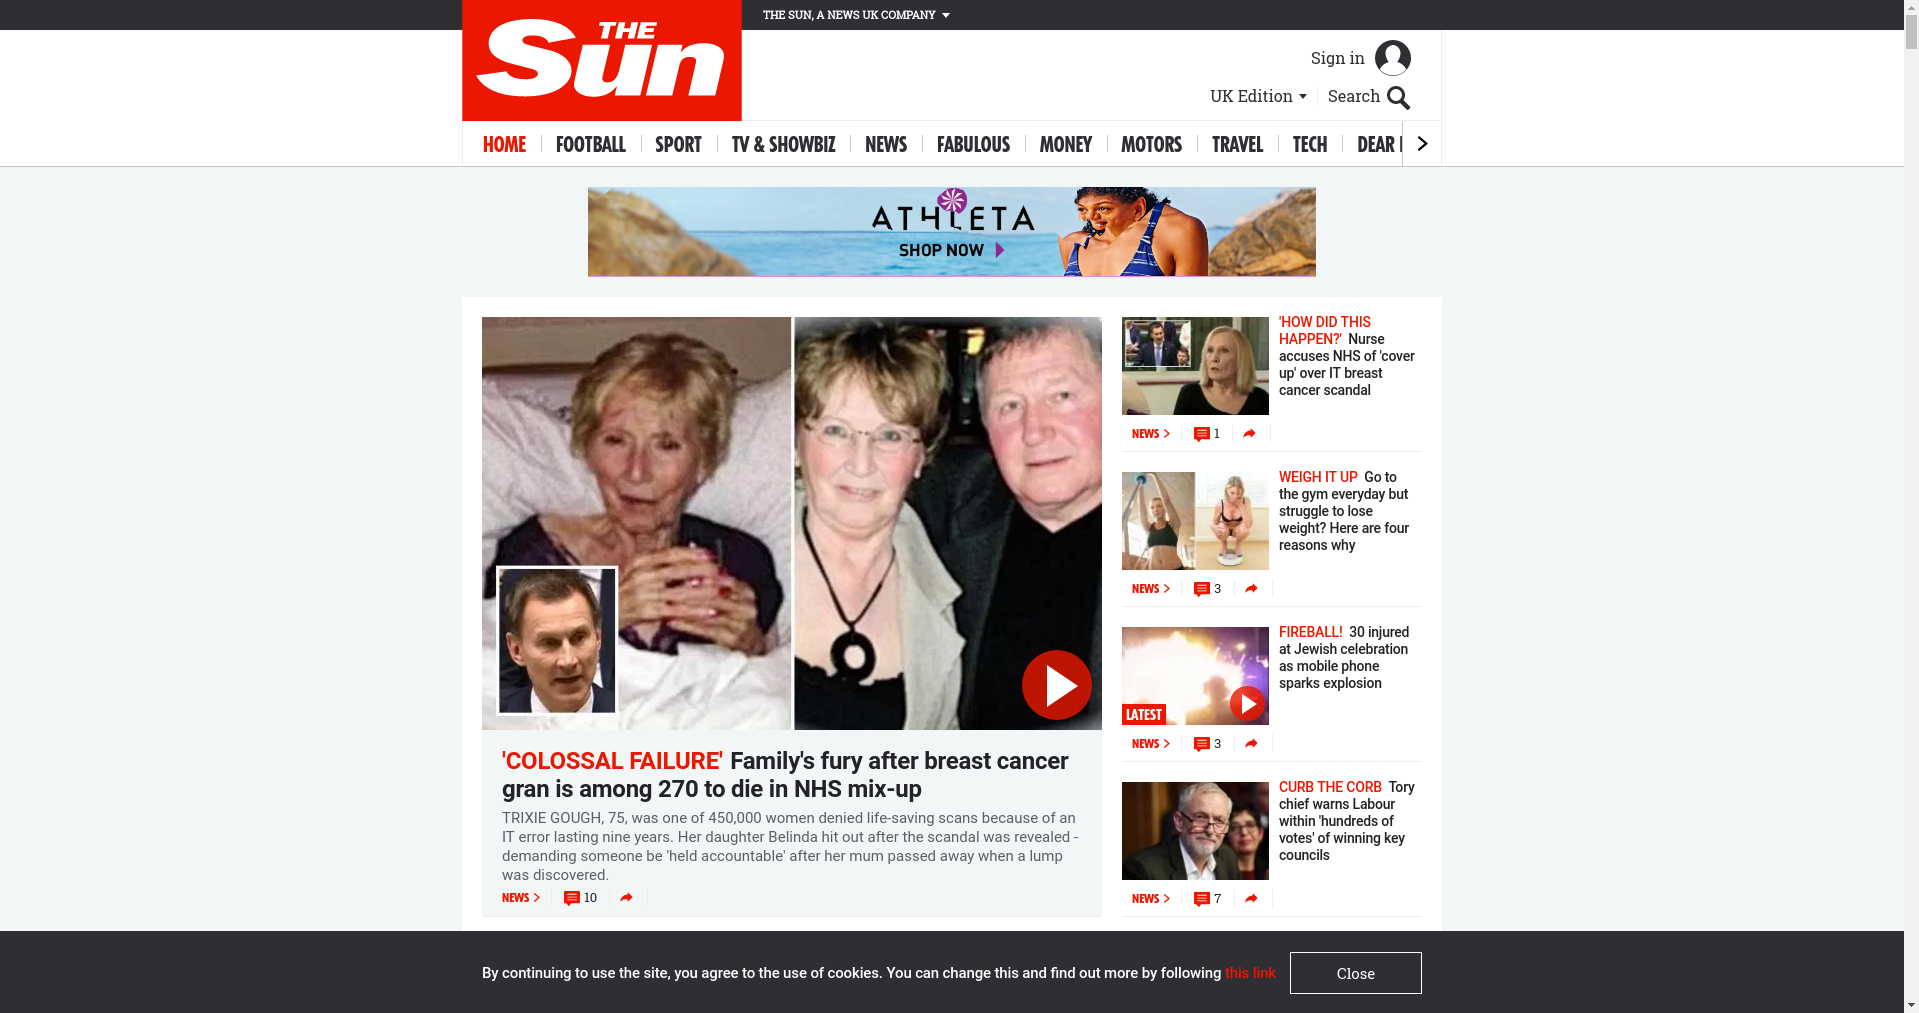 THE SUN, A NEWS UK COMPANY
THE
Sun
Sign in
UK Edition
Search
HOME
FOOTBALL
SPORT
TV & SHOWBIZ
NEWS
FABULOUS
MONEY
MOTORS
TRAVEL
TECH
DEAR
ATHLETA
SHOP NOW
'COLOSSAL FAILURE' Family's fury after breast cancer
gran is among 270 to die in NHS mix-up
TRIXIE GOUGH, 75, was one of 450,000 women denied life-saving scans because of an
IT error lasting nine years. Her daughter Belinda hit out after the scandal was revealed -
demanding someone be 'held accountable' after her mum passed away when a lump
was discovered.
NEWS 10
'HOW DID THIS
HAPPEN?' Nurse
accuses NHS of 'cover
up' over IT breast
cancer scandal
NEWS 1
WEIGH IT UP Go to
the gym everyday but
struggle to lose
weight? Here are four
reasons why
NEWS 3
FIREBALL! 30 injured
at Jewish celebration
as mobile phone
sparks explosion
LATEST
NEWS 3
CURB THE CORB Tory
chief warns Labour
within 'hundreds of
votes' of winning key
councils
NEWS 7
By continuing to use the site, you agree to the use of cookies. You can change this and find out more by following this link
Close